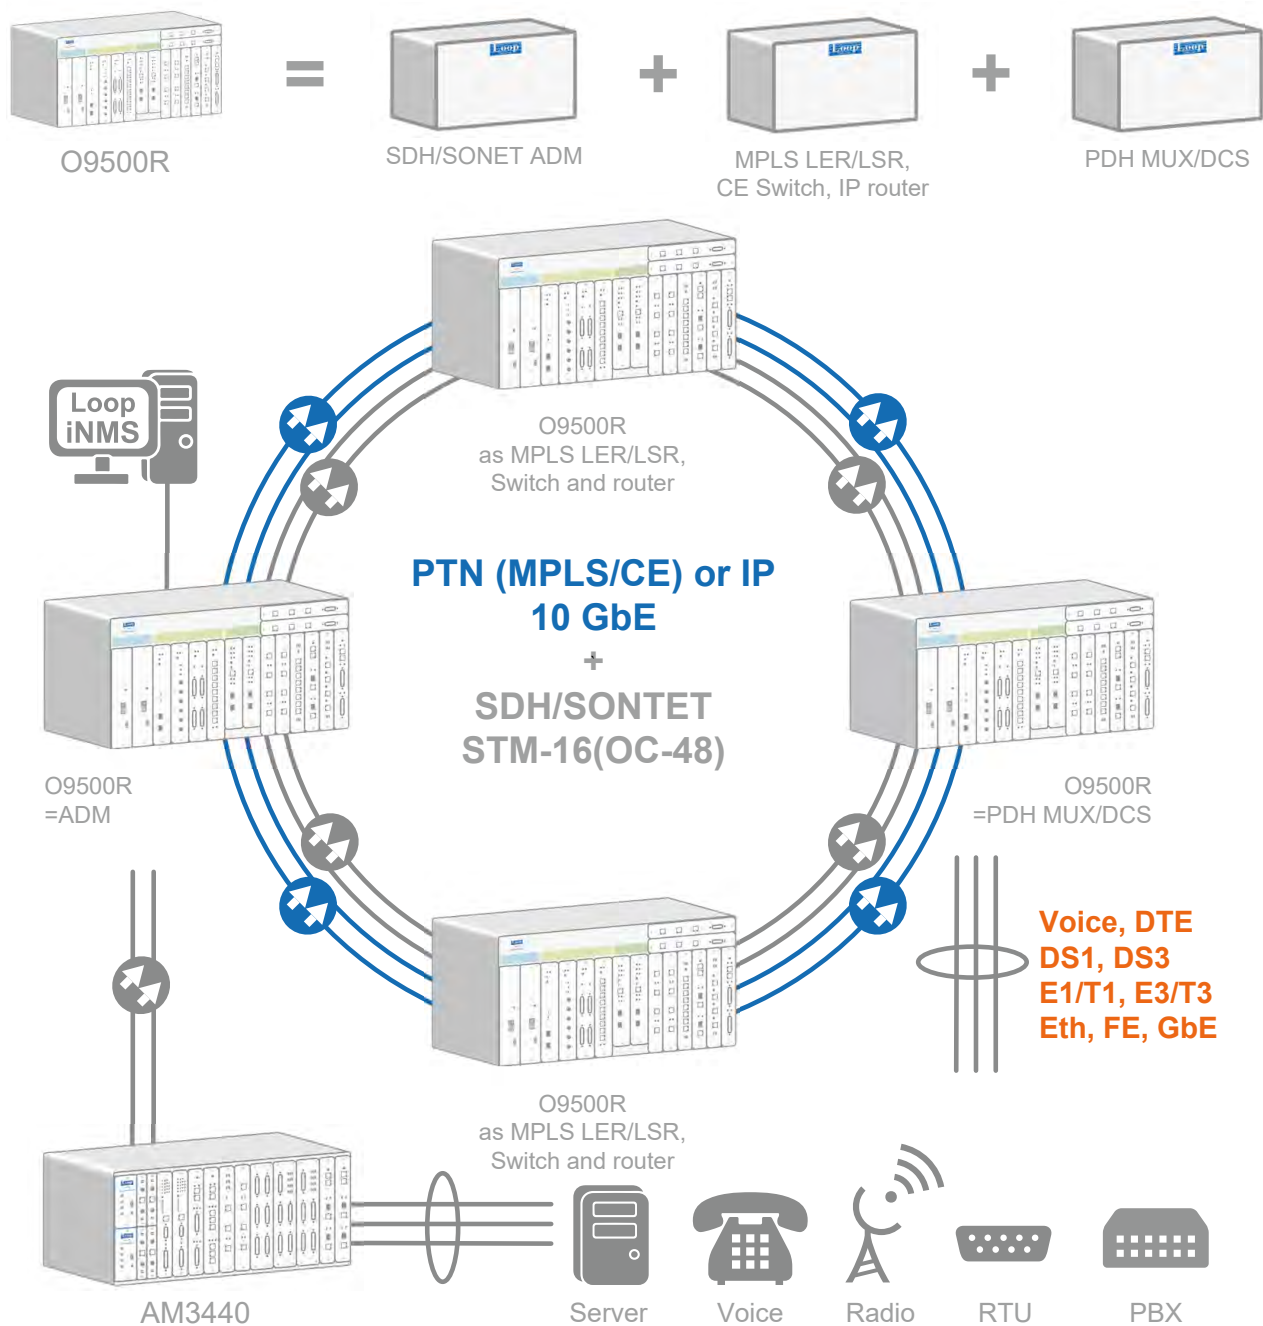 Loop
Loop
Loop
O9500R
=
SDH/SONET ADM
+
MPLS LER/LSR,
CE Switch, IP router
+
PDH MUX/DCS
Loop
iNMS
O9500R
as MPLS LER/LSR,
Switch and router
PTN (MPLS/CE) or IP
10 GbE
+
SDH/SONTET
STM-16(OC-48)
O9500R
=ADM
O9500R
=PDH MUX/DCS
Voice, DTE
DS1, DS3
E1/T1, E3/T3
Eth, FE, GbE
O9500R
as MPLS LER/LSR,
Switch and router
AM3440
Server
Voice
Radio
RTU
PBX